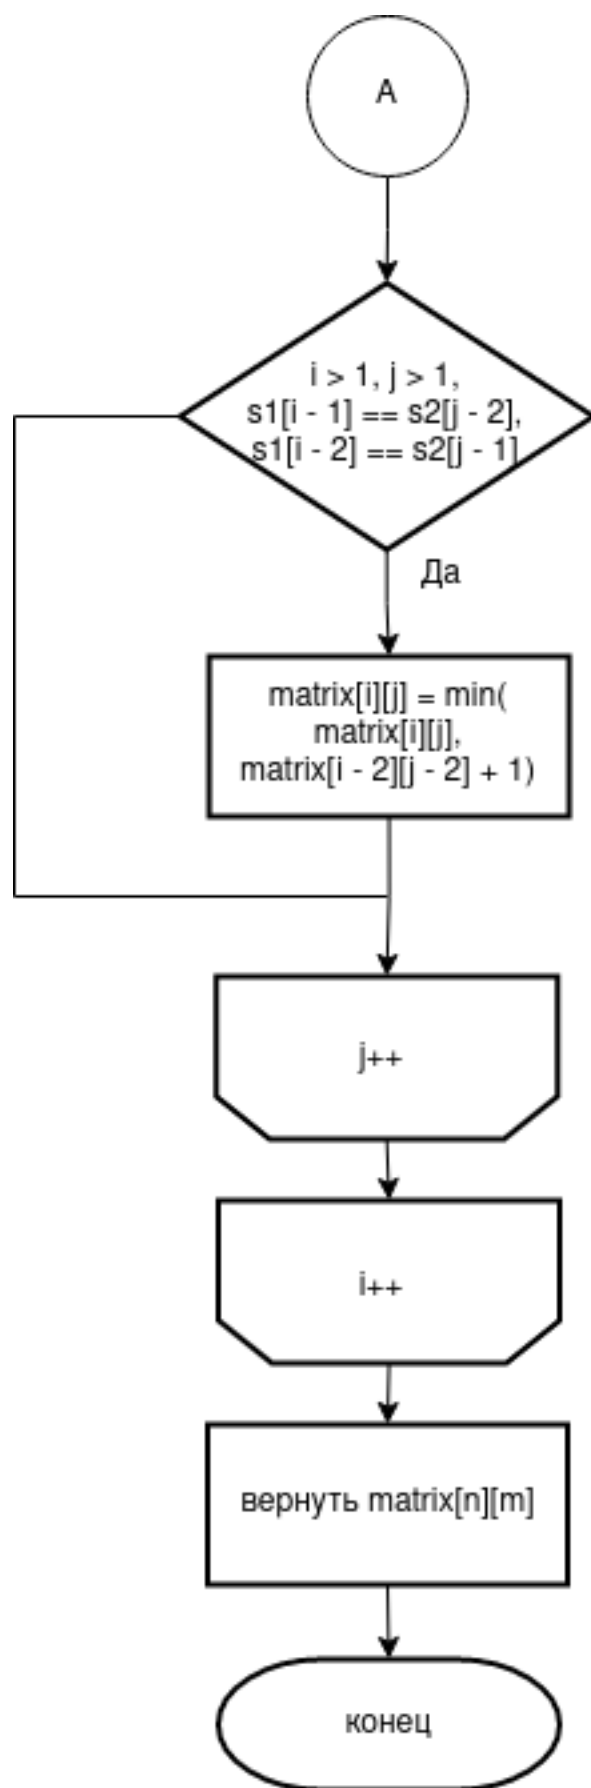 A
i > 1, j > 1,
s1[i - 1] == s2[j - 2],
s1[i - 2] == s2[j - 1]
Да
matrix[i][j] = min(
matrix[i][j],
matrix[i - 2][j - 2] + 1)
j++
i++
вернуть matrix[n][m]
конец